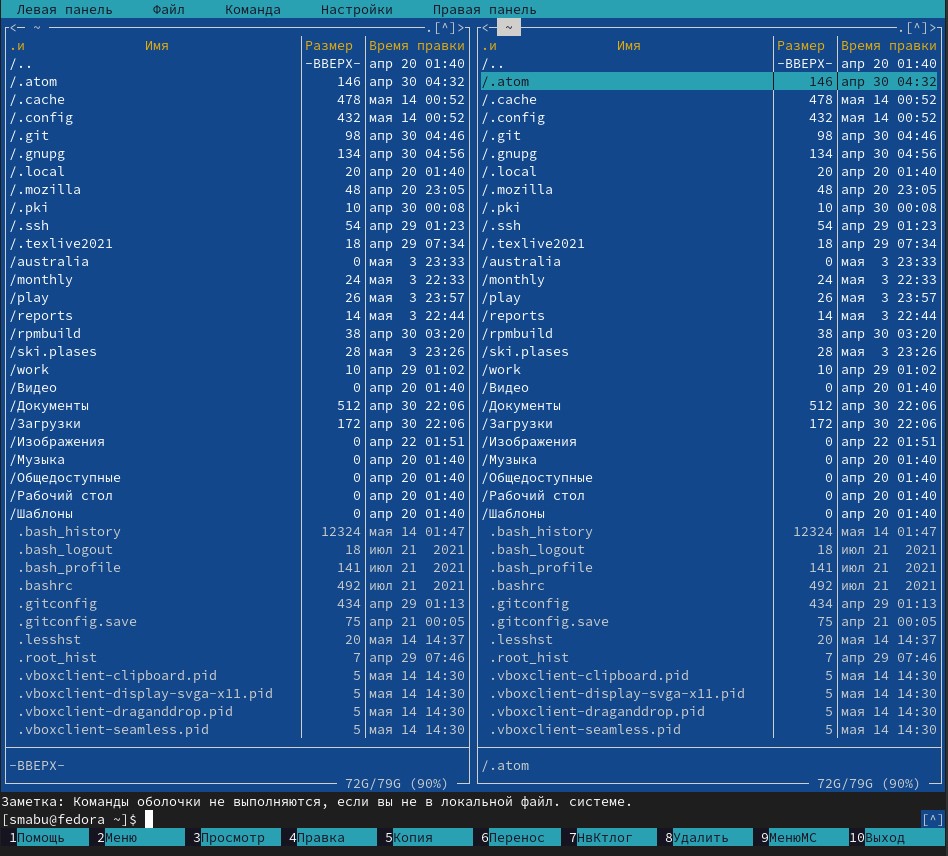 Левая панель Файл Команда Настройки Правая панель
<─ ~ .[^]> <─ ~ .[^]>
.и Имя Размер Время правки .и Имя Размер Время правки
/.. -ВВЕРХ- апр 20 01:40 /.. -ВВЕРХ- апр 20 01:40
/.atom 146 апр 30 04:32 /.atom 146 апр 30 04:32
/.cache 478 мая 14 00:52 /.cache 478 мая 14 00:52
/.config 432 мая 14 00:52 /.config 432 мая 14 00:52
/.git 98 апр 30 04:46 /.git 98 апр 30 04:46
/.gnupg 134 апр 30 04:56 /.gnupg 134 апр 30 04:56
/.local 20 апр 20 01:40 /.local 20 апр 20 01:40
/.mozilla 48 апр 20 23:05 /.mozilla 48 апр 20 23:05
/.pki 10 апр 30 00:08 /.pki 10 апр 30 00:08
/.ssh 54 апр 29 01:23 /.ssh 54 апр 29 01:23
/.texlive2021 18 апр 29 07:34 /.texlive2021 18 апр 29 07:34
/australia 0 мая 3 23:33 /australia 0 мая 3 23:33
/monthly 24 мая 3 22:33 /monthly 24 мая 3 22:33
/play 26 мая 3 23:57 /play 26 мая 3 23:57
/reports 14 мая 3 22:44 /reports 14 мая 3 22:44
/rpmbuild 38 апр 30 03:20 /rpmbuild 38 апр 30 03:20
/ski.plases 28 мая 3 23:26 /ski.plases 28 мая 3 23:26
/work 10 апр 29 01:02 /work 10 апр 29 01:02
/Видео 0 апр 20 01:40 /Видео 0 апр 20 01:40
/Документы 512 апр 30 22:06 /Документы 512 апр 30 22:06
/Загрузки 172 апр 30 22:06 /Загрузки 172 апр 30 22:06
/Изображения 0 апр 22 01:51 /Изображения 0 апр 22 01:51
/Музыка 0 апр 20 01:40 /Музыка 0 апр 20 01:40
/Общедоступные 0 апр 20 01:40 /Общедоступные 0 апр 20 01:40
/Рабочий стол 0 апр 20 01:40 /Рабочий стол 0 апр 20 01:40
/Шаблоны 0 апр 20 01:40 /Шаблоны 0 апр 20 01:40
.bash_history 12324 мая 14 01:47 .bash_history 12324 мая 14 01:47
.bash_logout 18 июл 21 2021 .bash_logout 18 июл 21 2021
.bash_profile 141 июл 21 2021 .bash_profile 141 июл 21 2021
.bashrc 492 июл 21 2021 .bashrc 492 июл 21 2021
.gitconfig 434 апр 29 01:13 .gitconfig 434 апр 29 01:13
.gitconfig.save 75 апр 21 00:05 .gitconfig.save 75 апр 21 00:05
.lesshst 20 мая 14 14:37 .lesshst 20 мая 14 14:37
.root_hist 7 апр 29 07:46 .root_hist 7 апр 29 07:46
.vboxclient-clipboard.pid 5 мая 14 14:30 .vboxclient-clipboard.pid 5 мая 14 14:30
.vboxclient-display-svga-x11.pid 5 мая 14 14:30 .vboxclient-display-svga-x11.pid 5 мая 14 14:30
.vboxclient-draganddrop.pid 5 мая 14 14:30 .vboxclient-draganddrop.pid 5 мая 14 14:30
.vboxclient-seamless.pid 5 мая 14 14:30 .vboxclient-seamless.pid 5 мая 14 14:30
-ВВЕРХ- /.atom
72G/79G (90%) 72G/79G (90%)
Заметка: Команды оболочки не выполняются, если вы не в локальной файл. системе.
[smabu@fedora ~]$ [^]
1Помощь 2Меню 3Просмотр 4Правка 5Копия 6Перенос 7НвКтлог 8Удалить 9МенюМС 10Выход